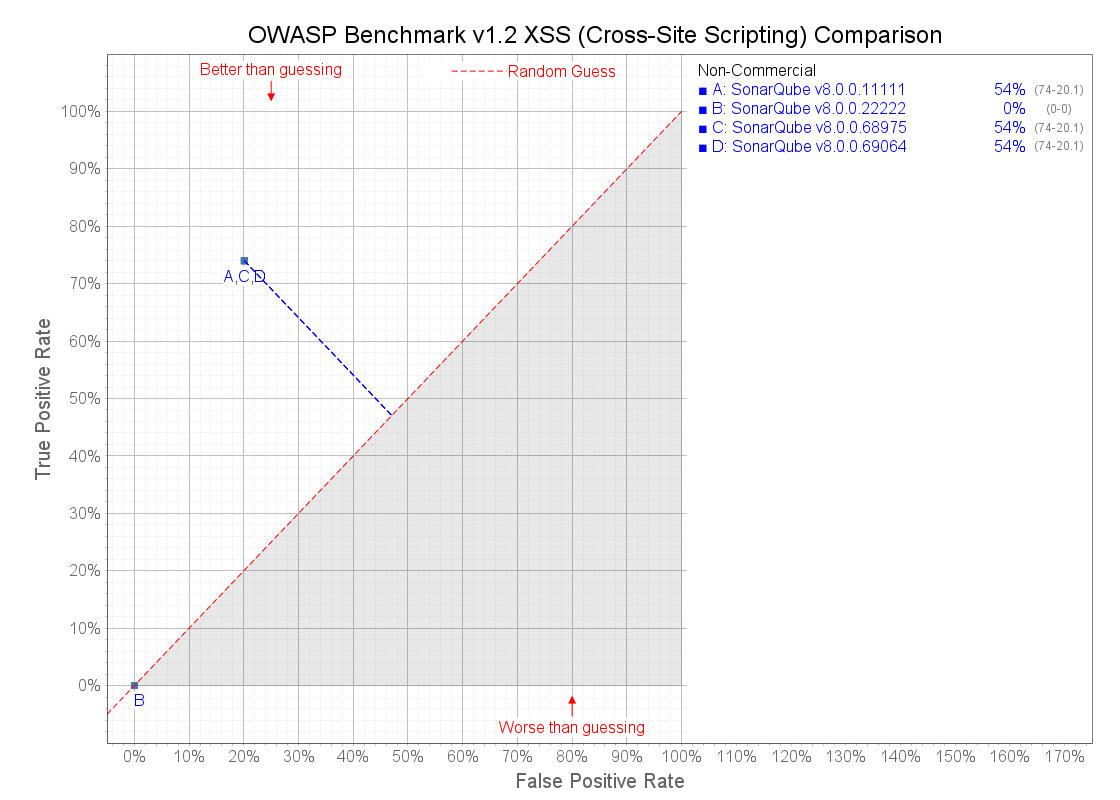 OWASP Benchmark v1.2 XSS (Cross-Site Scripting) Comparison
Better than guessing
Random Guess
Non-Commercial
A: SonarQube v8.0.0.11111 54% (74-20.1)
B: SonarQube v8.0.0.22222 0% (0-0)
C: SonarQube v8.0.0.68975 54% (74-20.1)
D: SonarQube v8.0.0.69064 54% (74-20.1)
100%
90%
80%
A,C,D
70%
60%
50%
40%
30%
20%
10%
0%
True Positive Rate
B
Worse than guessing
0% 10% 20% 30% 40% 50% 60% 70% 80% 90% 100% 110% 120% 130% 140% 150% 160% 170%
False Positive Rate